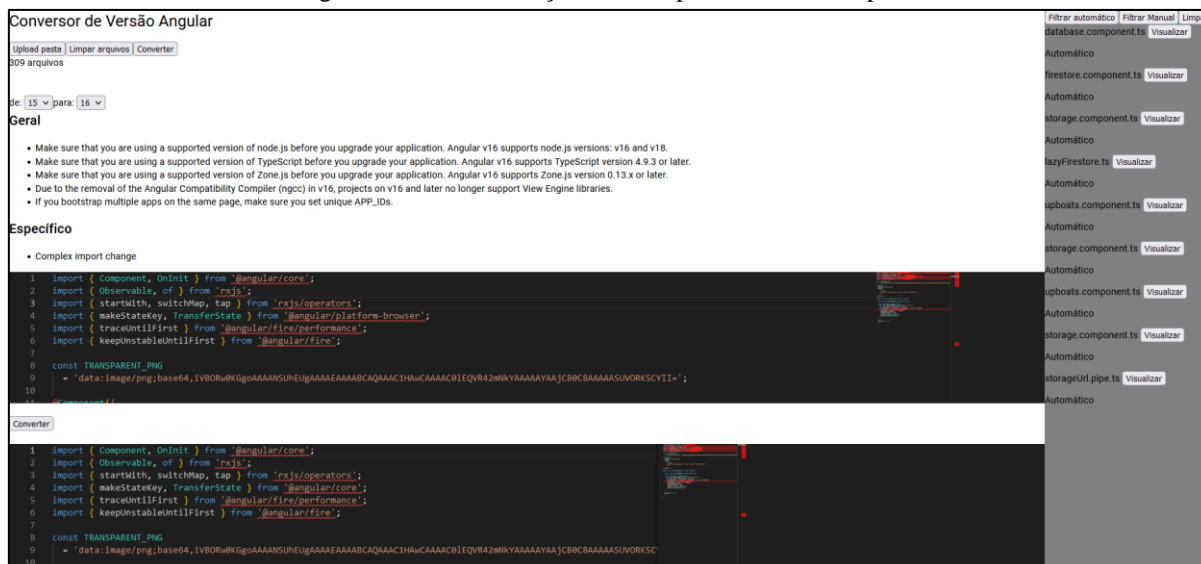 Conversor de Versão Angular
Upload pasta Limpar arquivos Converter
309 arquivos
de: 15 para: 16
Geral
• Make sure that you are using a supported version of node.js before you upgrade your application. Angular v16 supports node.js versions: v16 and v18.
• Make sure that you are using a supported version of TypeScript before you upgrade your application. Angular v16 supports TypeScript version 4.9.3 or later.
• Make sure that you are using a supported version of Zone.js before you upgrade your application. Angular v16 supports Zone.js version 0.13.x or later.
• Due to the removal of the Angular Compatibility Compiler (ngcc) in v16, projects on v16 and later no longer support View Engine libraries.
• If you bootstrap multiple apps on the same page, make sure you set unique APP_IDs.
Específico
• Complex import change
1 import { Component, OnInit } from '@angular/core';
2 import { Observable, of } from 'rxjs';
3 import { startWith, switchMap, tap } from 'rxjs/operators';
4 import { makeStateKey, TransferState } from '@angular/platform-browser';
5 import { traceUntilFirst } from '@angular/fire/performance';
6 import { keepUnstableUntilFirst } from '@angular/fire';
7
8 const TRANSPARENT_PNG
9 = 'data:image/png;base64,
10
11 @Component({
Converter
1 import { Component, OnInit } from '@angular/core';
2 import { Observable, of } from 'rxjs';
3 import { startWith, switchMap, tap } from 'rxjs/operators';
4 import { makeStateKey, TransferState } from '@angular/core';
5 import { traceUntilFirst } from '@angular/fire/performance';
6 import { keepUnstableUntilFirst } from '@angular/fire';
7
8 const TRANSPARENT_PNG
9 = 'data:image/png;base64,
10
Filtrar automático Filtrar Manual Limpa
database.component.ts Visualizar
Automático
firestore.component.ts Visualizar
Automático
storage.component.ts Visualizar
Automático
lazyFirestore.ts Visualizar
Automático
upboats.component.ts Visualizar
Automático
storage.component.ts Visualizar
Automático
upboats.component.ts Visualizar
Automático
storage.component.ts Visualizar
Automático
storageUrl.pipe.ts Visualizar
Automático